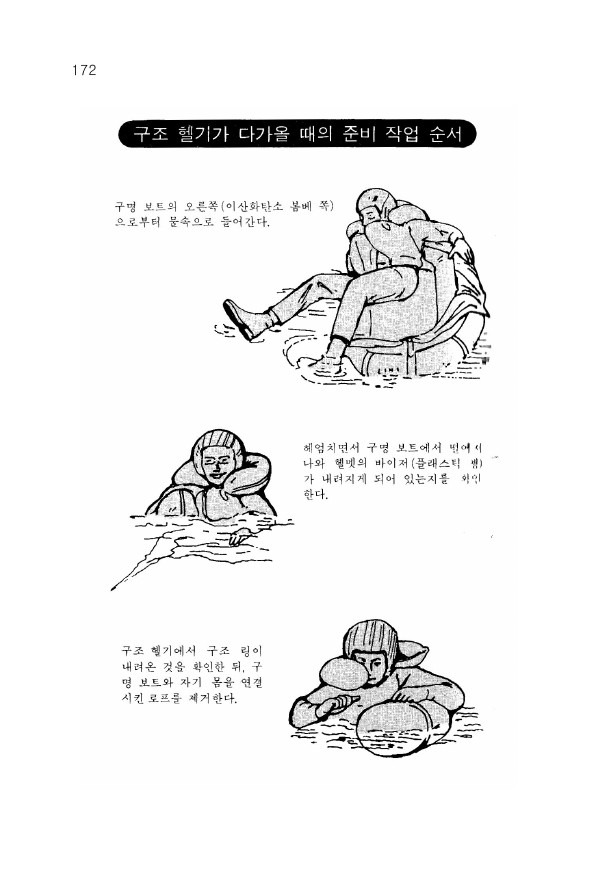 172
구조 헬기가 다가올 때의 준비 작업 순서
구명 보트의 오른쪽(이산화탄소 봄베 쪽)
으로부터 물속으로 들어간다.
헤엄치면서 구명 보트에서
나와 헬멧의 바이저(플래스틱
가 내려지게 되어 있는지를 확인
한다.
구조 헬기에서 구조 링이
내려온 것을 확인한 뒤, 구
명 보트와 자기 몸을 연결
시킨 로프를 제거한다.